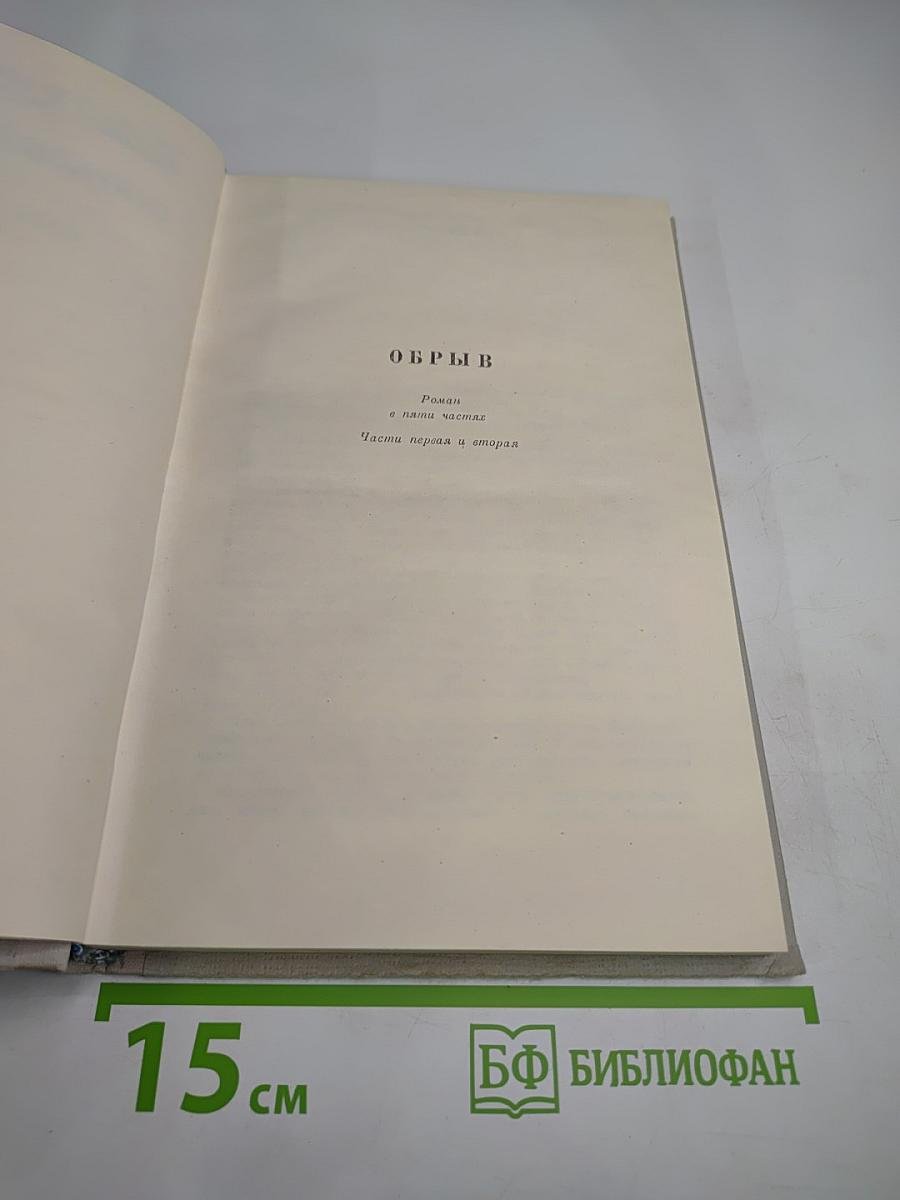 ОБРЫВ
Роман
в пяти частях
Части первая и вторая
15 см
БФ БИБЛИОФАН